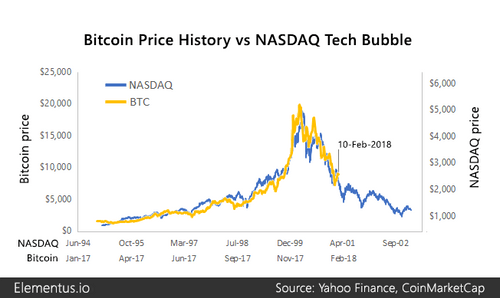 Bitcoin Price History vs NASDAQ Tech Bubble
$25,000
$20,000
$15,000
$10,000
$5,000
$0
Bitcoin price
NASDAQ
BTC
10-Feb-2018
$6,000
$5,000
$4,000
$3,000
$2,000
$1,000
NASDAQ price
NASDAQ Jun-94 Oct-95 Mar-97 Jul-98 Dec-99 Apr-01 Sep-02
Bitcoin Jan-17 Apr-17 Jun-17 Sep-17 Nov-17 Feb-18
Elementus.io Source: Yahoo Finance, CoinMarketCap